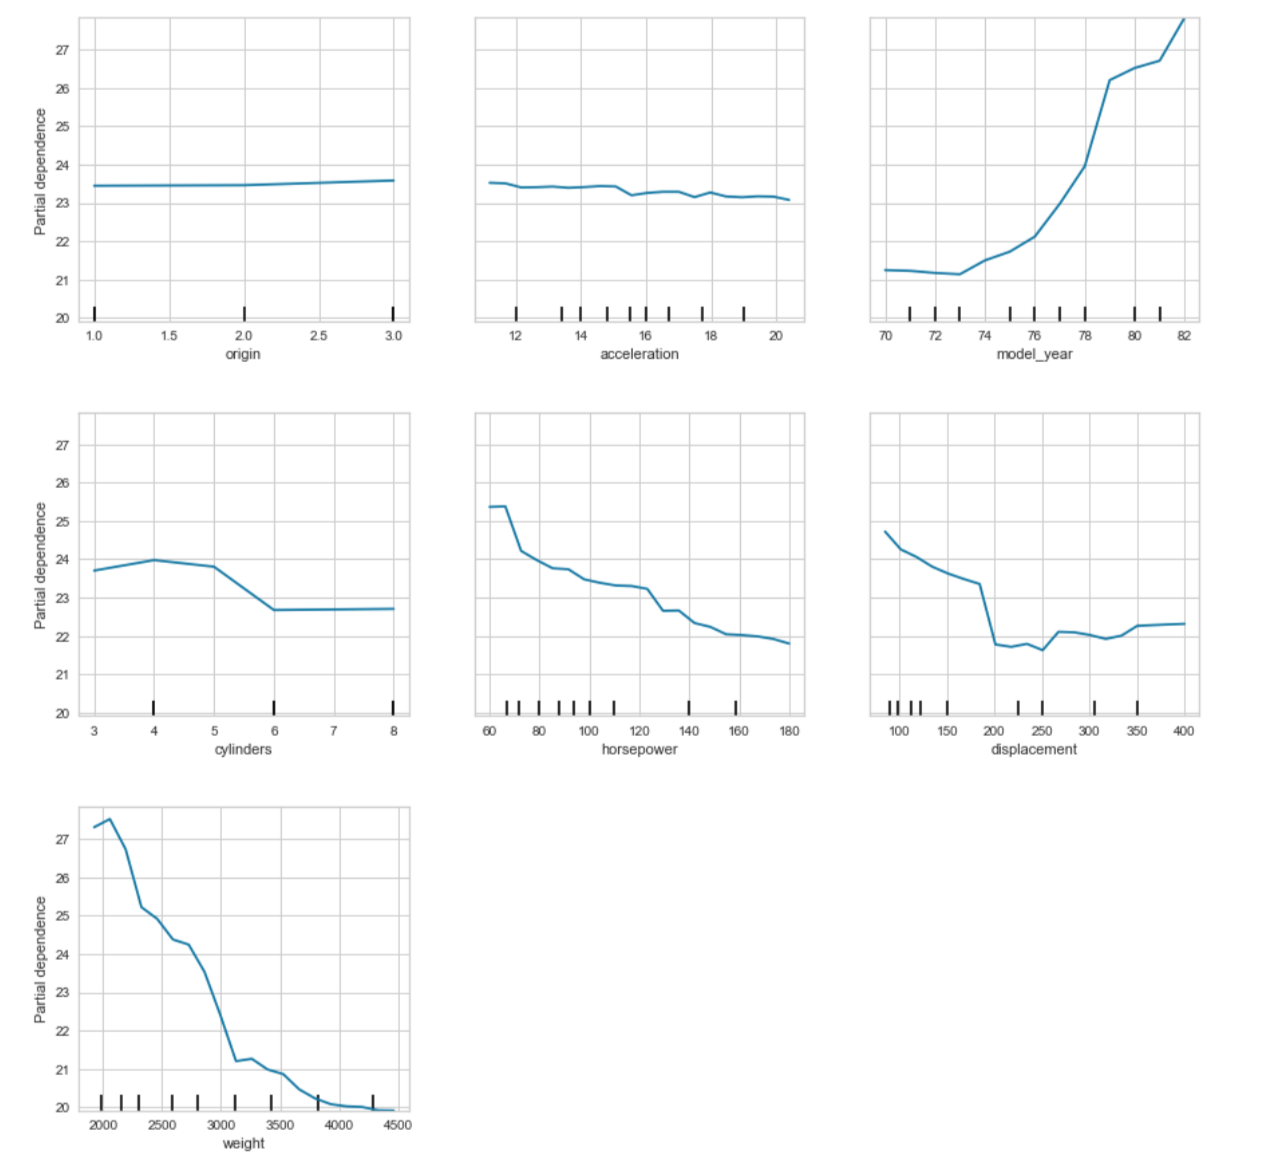 Partial dependence
27
26
25
24
23
22
21
20
1.0 1.5 2.0 2.5 3.0
origin
12 14 16 18 20
acceleration
70 72 74 76 78 80 82
model_year
Partial dependence
27
26
25
24
23
22
21
20
3 4 5 6 7 8
cylinders
60 80 100 120 140 160 180
horsepower
100 150 200 250 300 350 400
displacement
Partial dependence
27
26
25
24
23
22
21
20
2000 2500 3000 3500 4000 4500
weight